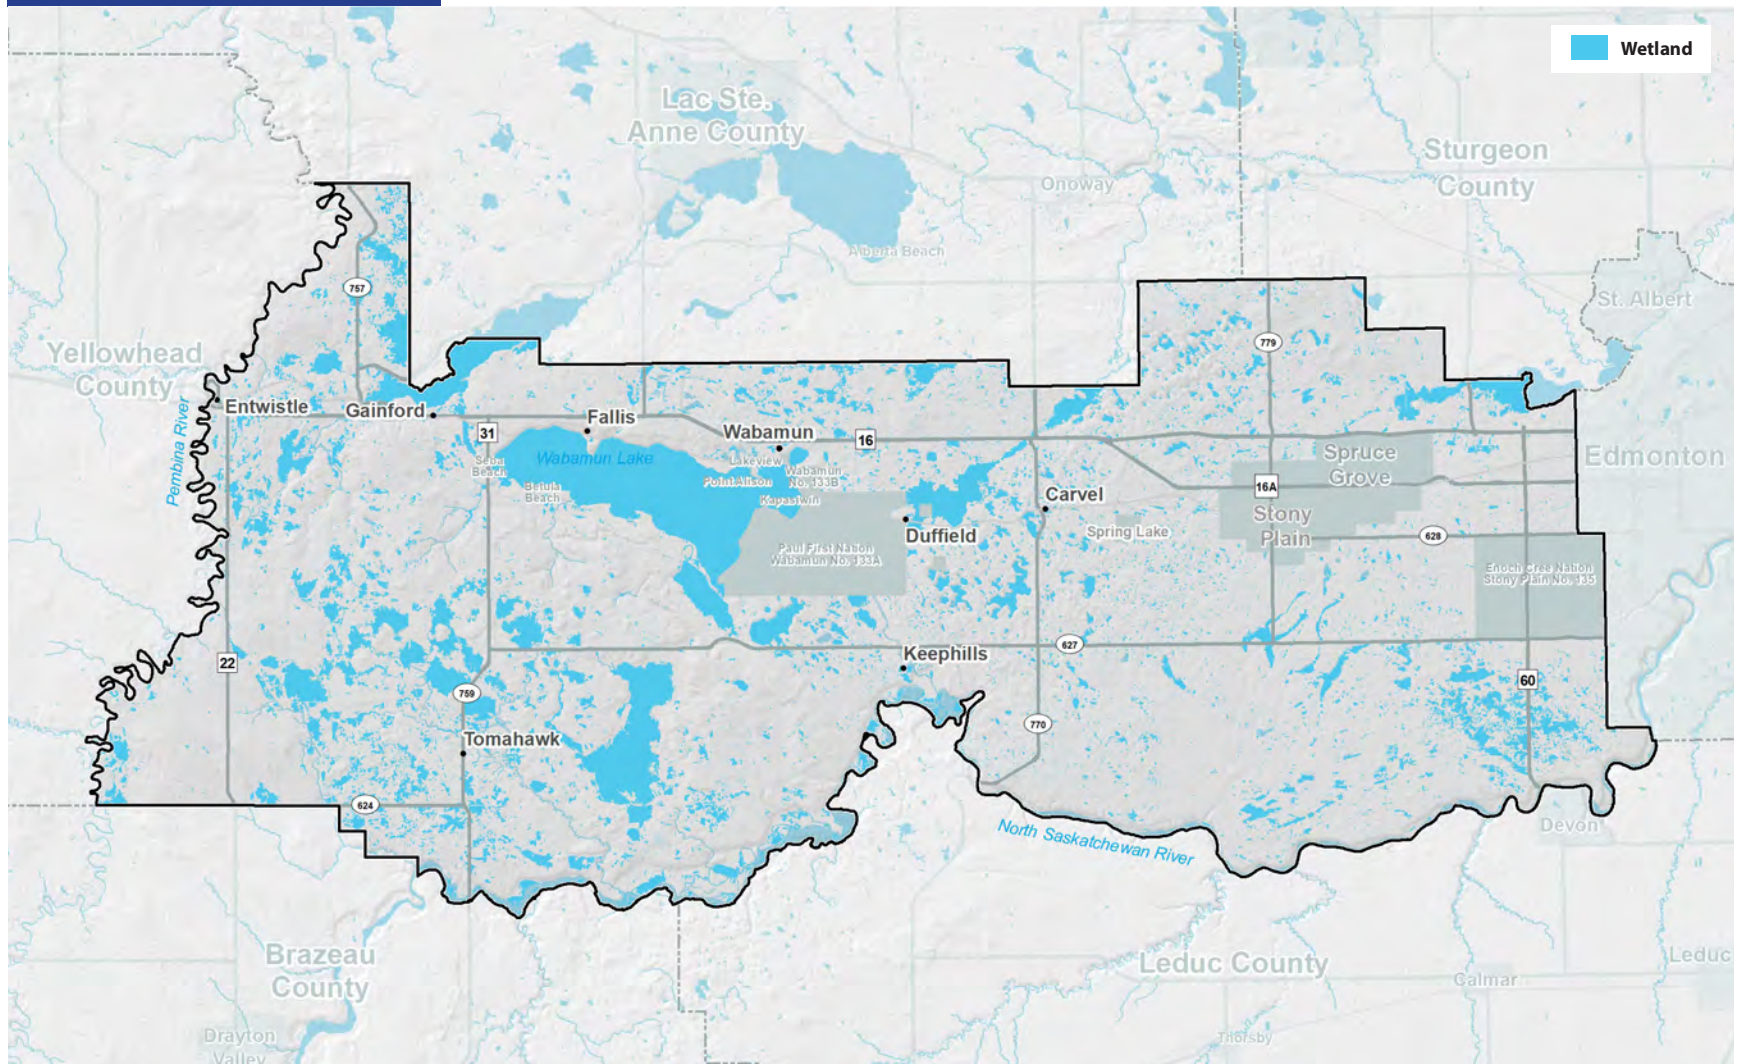 Wetland
Lac Ste.
Anne County
Sturgeon
County
Onoway
Alberta Beach
St. Albert
757
779
Yellowhead
County
Entwistle
Gainford
Fallis
Pembina River
31
Wabamun
16
Seba
Beach
Wabamun Lake
Lakeview
Wabamun
No. 133B
Point Alison
Kapasiwin
Betula
Beach
Spruce
Grove
Edmonton
16A
Carvel
Stony
Plain
Duffield
Spring Lake
628
Paul First Nation
Wabamun No. 133A
Enoch Cree Nation
Stony Plain No. 135
22
Keephills
627
60
759
770
Tomahawk
624
North Saskatchewan River
Devon
Brazeau
County
Leduc County
Leduc
Calmar
Drayton
Valley
Thorsby